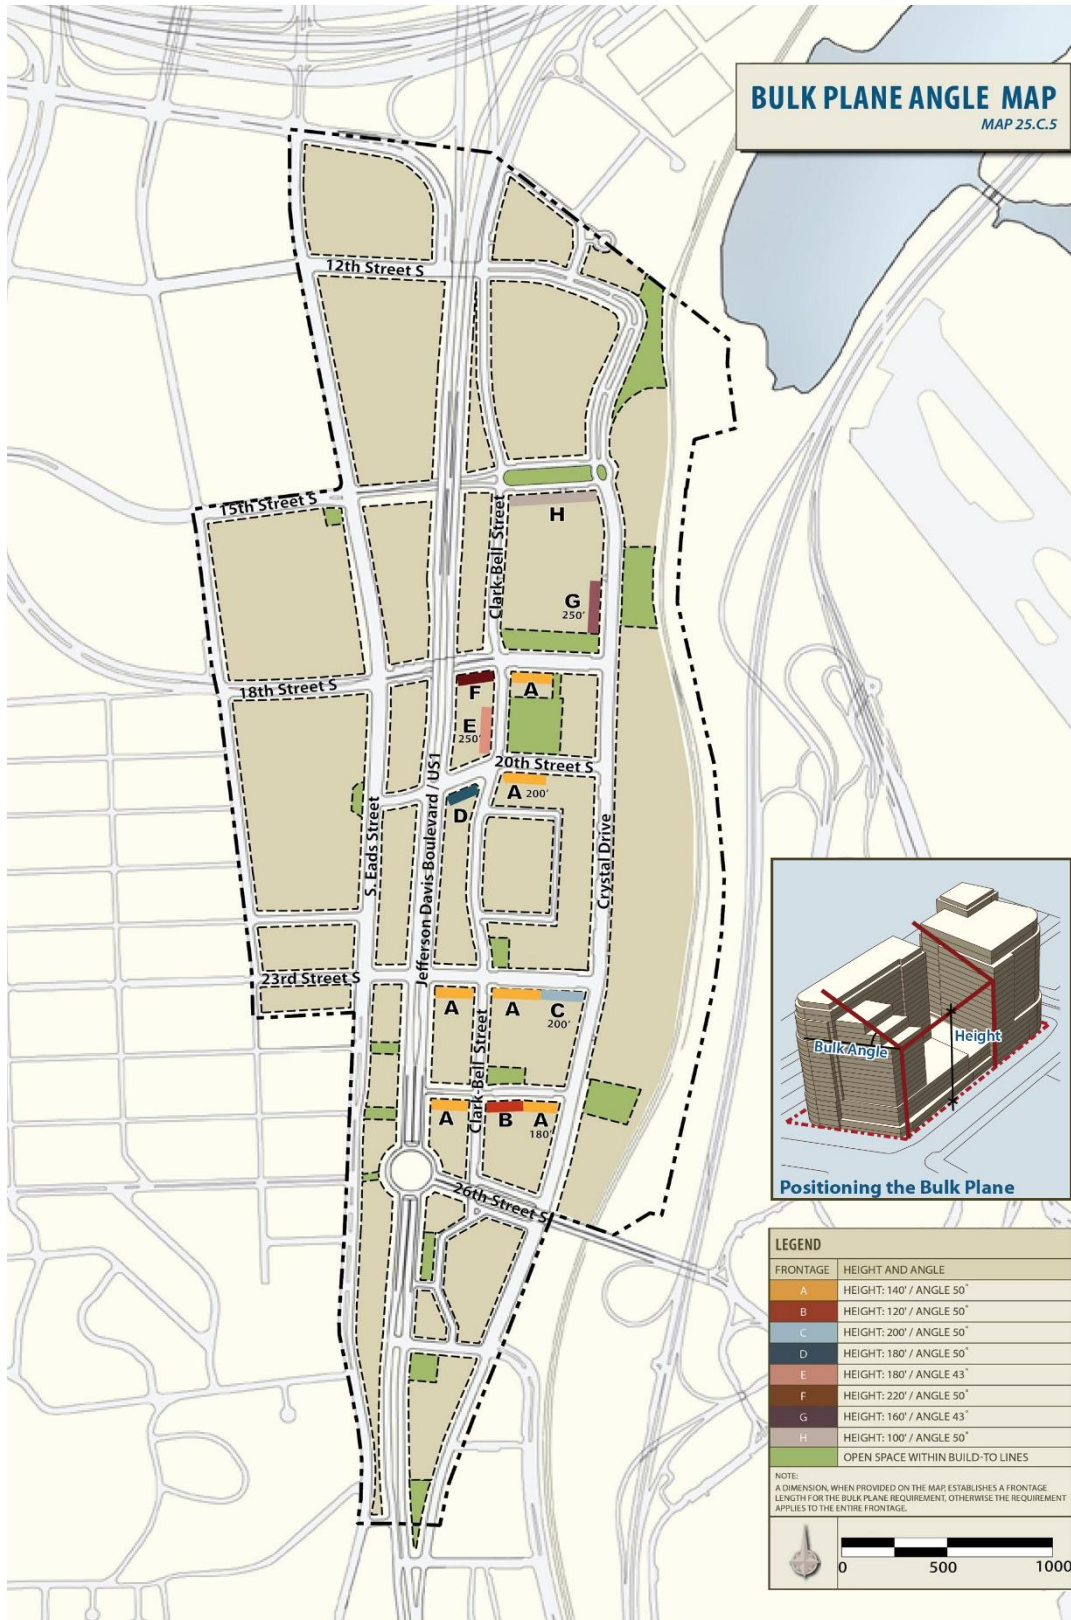 BULK PLANE ANGLE MAP
MAP 25.C.5
12th Street S
15th Street S
Clark-Bell Street
H
G
250'
18th Street S
F
A
E
250'
20th Street S
A 200'
D
S. Eads Street
Jefferson Davis Boulevard / US1
Crystal Drive
23rd Street S
A
A
C
200'
Clark-Bell Street
A
B
A
180'
26th Street S
Bulk Angle
Height
Positioning the Bulk Plane
LEGEND
FRONTAGE HEIGHT AND ANGLE
A HEIGHT: 140' / ANGLE 50°
B HEIGHT: 120' / ANGLE 50°
C HEIGHT: 200' / ANGLE 50°
D HEIGHT: 180' / ANGLE 50°
E HEIGHT: 180' / ANGLE 43°
F HEIGHT: 220' / ANGLE 50°
G HEIGHT: 160' / ANGLE 43°
H HEIGHT: 100' / ANGLE 50°
OPEN SPACE WITHIN BUILD-TO LINES
NOTE:
A DIMENSION, WHEN PROVIDED ON THE MAP, ESTABLISHES A FRONTAGE
LENGTH FOR THE BULK PLANE REQUIREMENT, OTHERWISE THE REQUIREMENT
APPLIES TO THE ENTIRE FRONTAGE.
0 500 1000